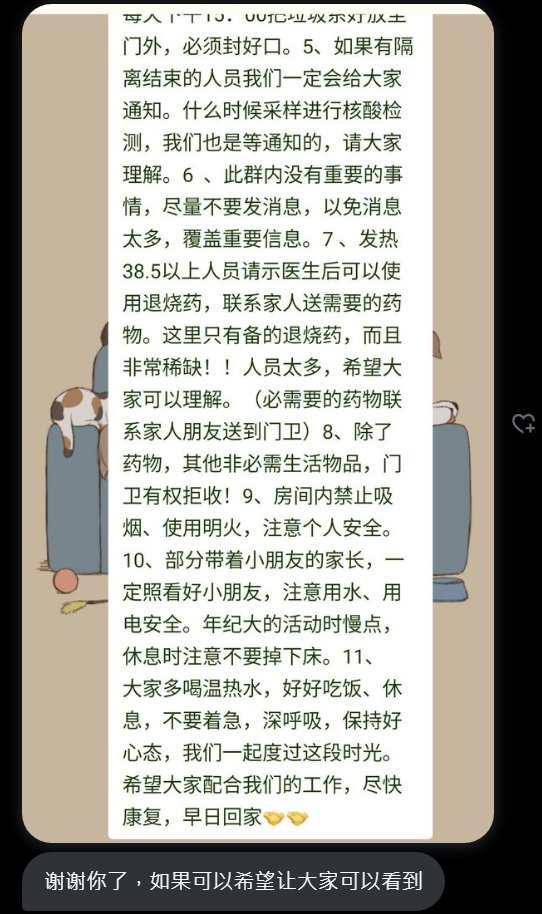 每天下午15：00把垃圾系好放至
门外，必须封好口。5、如果有隔
离结束的人员我们一定会给大家
通知。什么时候采样进行核酸检
测，我们也是等通知的，请大家
理解。6 、此群内没有重要的事
情，尽量不要发消息，以免消息
太多，覆盖重要信息。7 、发热
38.5以上人员请示医生后可以使
用退烧药，联系家人送需要的药
物。这里只有备的退烧药，而且
非常稀缺！！人员太多，希望大
家可以理解。（必需要的药物联
系家人朋友送到门卫）8、除了
药物，其他非必需生活物品，门
卫有权拒收！9、房间内禁止吸
烟、使用明火，注意个人安全。
10、部分带着小朋友的家长，一
定照看好小朋友，注意用水、用
电安全。年纪大的活动时慢点，
休息时注意不要掉下床。11、
大家多喝温热水，好好吃饭、休
息，不要着急，深呼吸，保持好
心态，我们一起度过这段时光。
希望大家配合我们的工作，尽快
康复，早日回家🤝🤝
谢谢你了，如果可以希望让大家可以看到